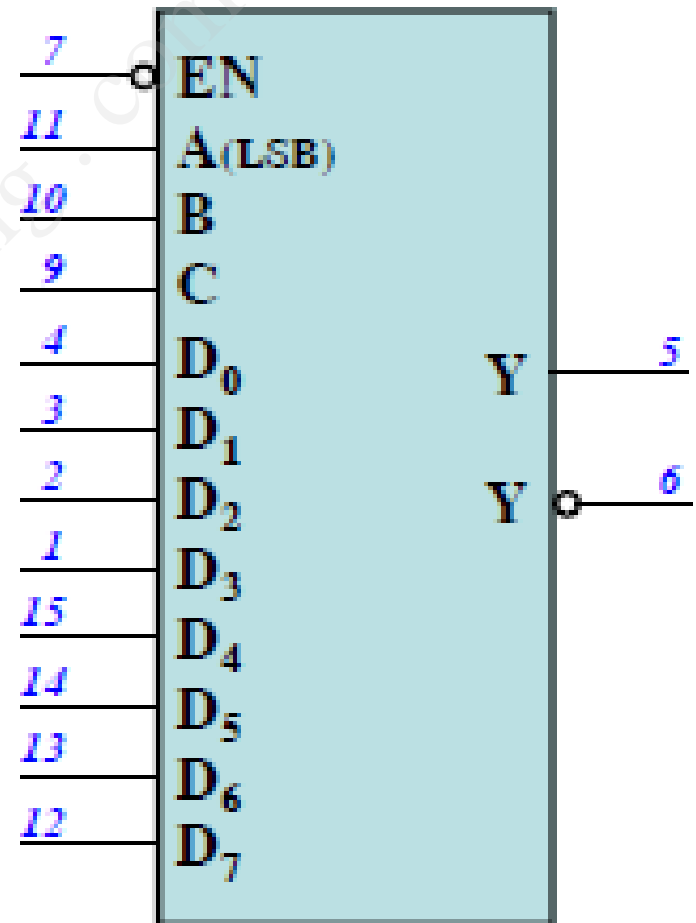 7 EN
11 A(LSB)
10 B
9 C
4 D₀
3 D₁
2 D₂
1 D₃
15 D₄
14 D₅
13 D₆
12 D₇
Y 5
Y 6